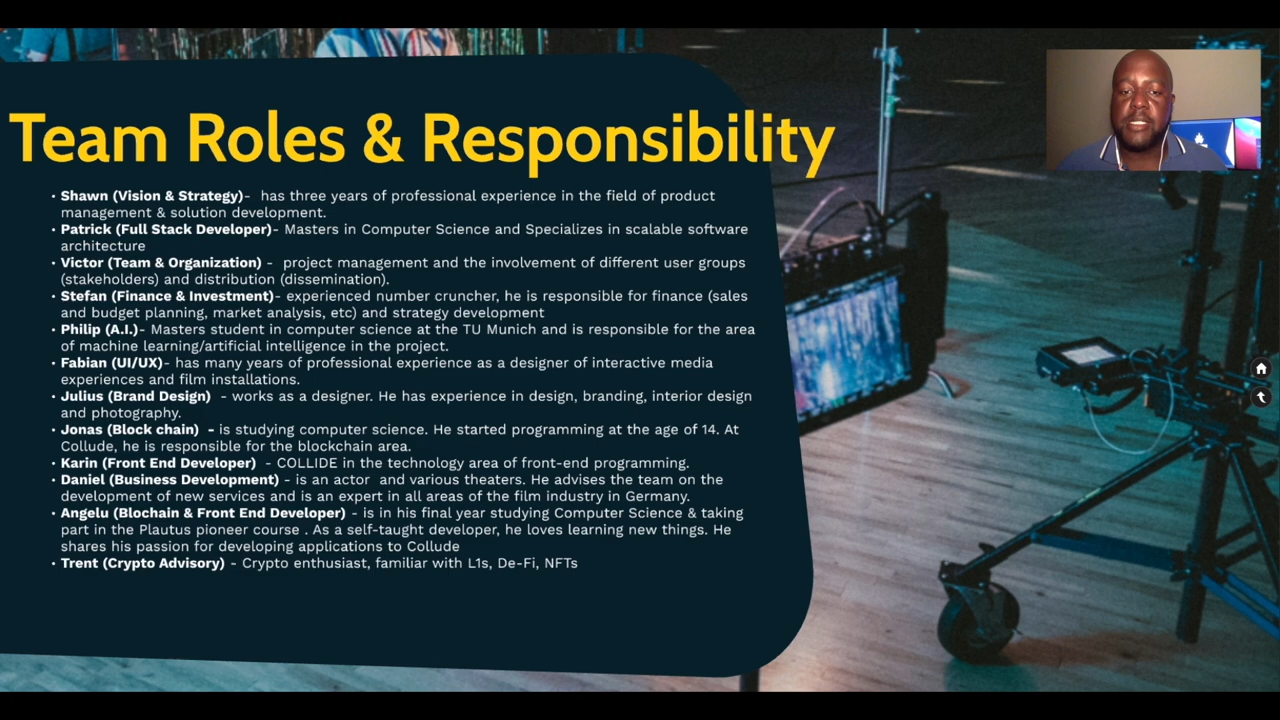 Team Roles & Responsibility
• Shawn (Vision & Strategy)-  has three years of professional experience in the field of product
management & solution development.
• Patrick (Full Stack Developer)- Masters in Computer Science and Specializes in scalable software
architecture
• Victor (Team & Organization) -  project management and the involvement of different user groups
(stakeholders) and distribution (dissemination).
• Stefan (Finance & Investment)- experienced number cruncher, he is responsible for finance (sales
and budget planning, market analysis, etc) and strategy development
• Philip (A.I.)- Masters student in computer science at the TU Munich and is responsible for the area
of machine learning/artificial intelligence in the project.
• Fabian (UI/UX)- has many years of professional experience as a designer of interactive media
experiences and film installations.
• Julius (Brand Design)  - works as a designer. He has experience in design, branding, interior design
and photography.
• Jonas (Block chain)  - is studying computer science. He started programming at the age of 14. At
Collude, he is responsible for the blockchain area.
• Karin (Front End Developer)  - COLLIDE in the technology area of front-end programming.
• Daniel (Business Development) - is an actor  and various theaters. He advises the team on the
development of new services and is an expert in all areas of the film industry in Germany.
• Angelu (Blochain & Front End Developer) - is in his final year studying Computer Science & taking
part in the Plautus pioneer course . As a self-taught developer, he loves learning new things. He
shares his passion for developing applications to Collude
• Trent (Crypto Advisory) - Crypto enthusiast, familiar with L1s, De-Fi, NFTs